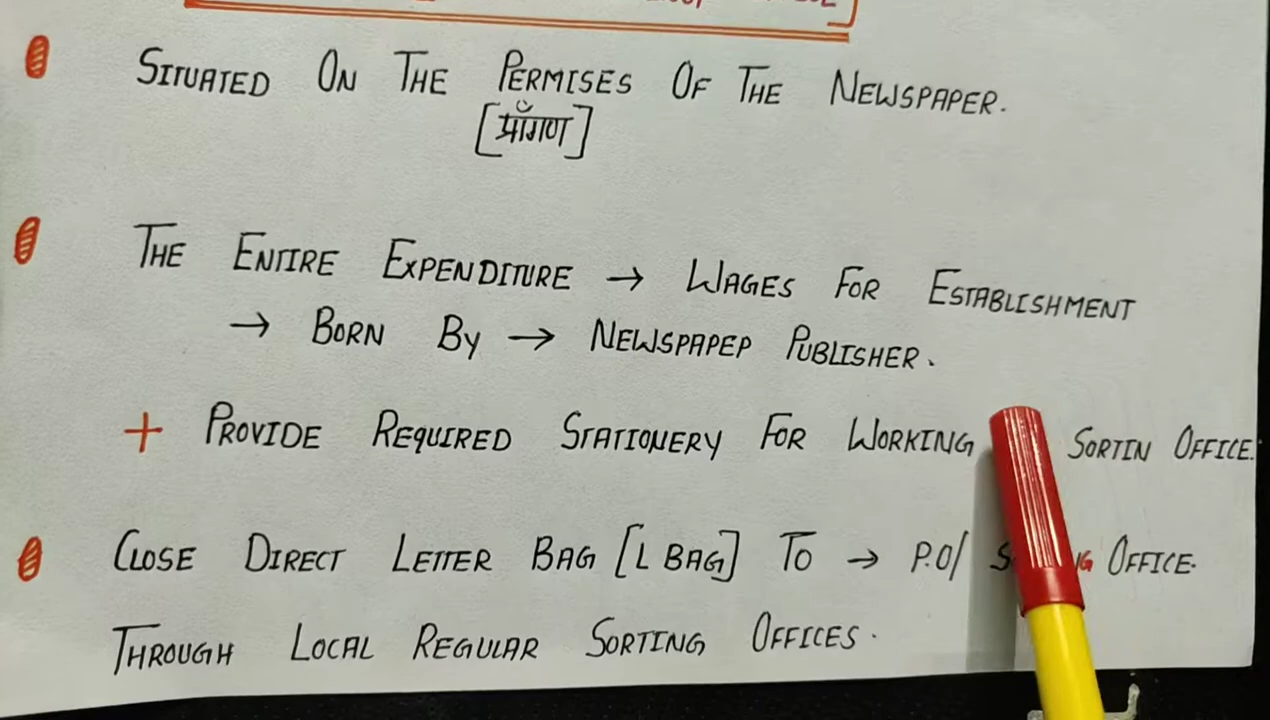 SITUATED ON THE PERMISES OF THE NEWSPAPER.
[प्राँगण]
THE ENTIRE EXPENDITURE → WAGES FOR ESTABLISHMENT
→ BORN BY → NEWSPAPEP PUBLISHER.
+ PROVIDE REQUIRED STATIONERY FOR WORKING SORTIN OFFICE.
CLOSE DIRECT LETTER BAG [L BAG] TO → P.O/ OFFICE.
THROUGH LOCAL REGULAR SORTING OFFICES.